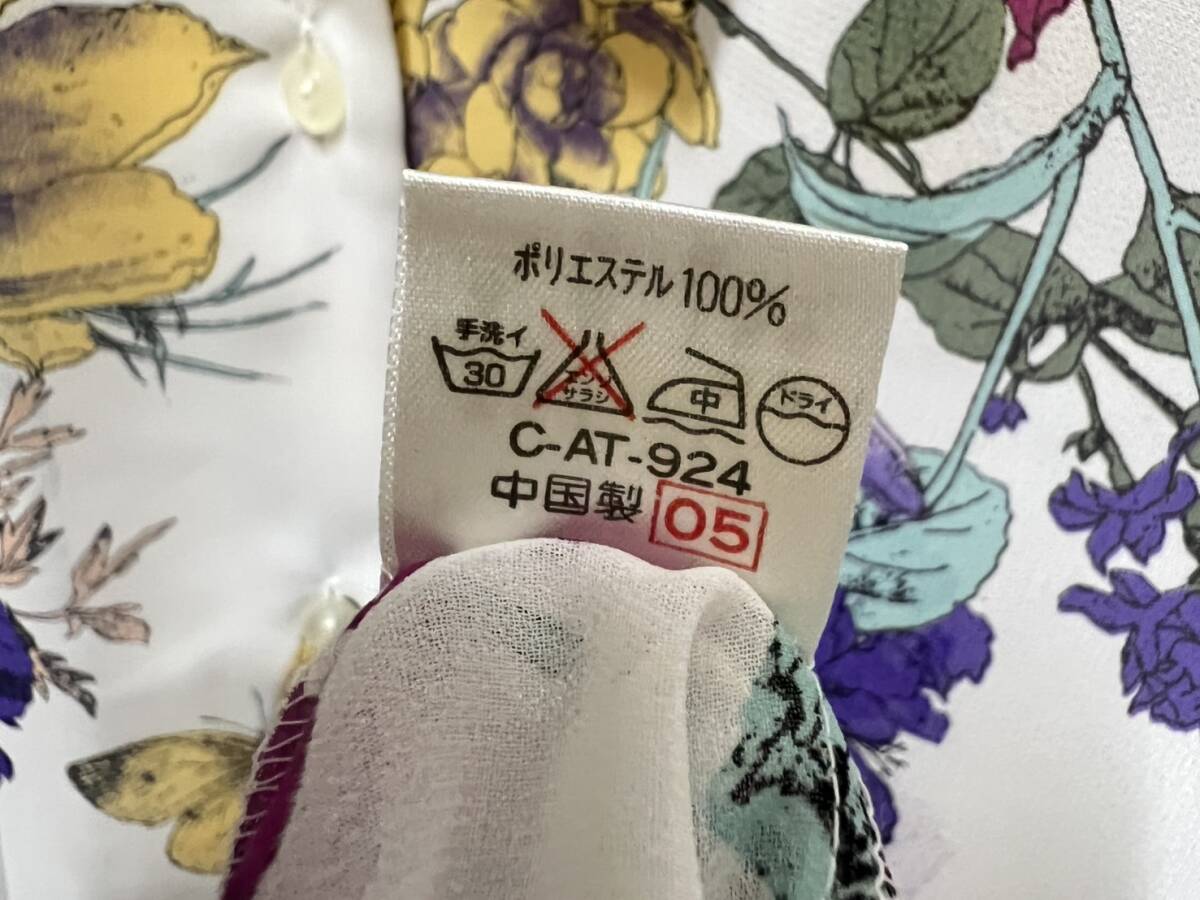 ポリエステル100%
手洗イ
30
エンソ
サラシ
中
ドライ
C-AT-924
中国製 05